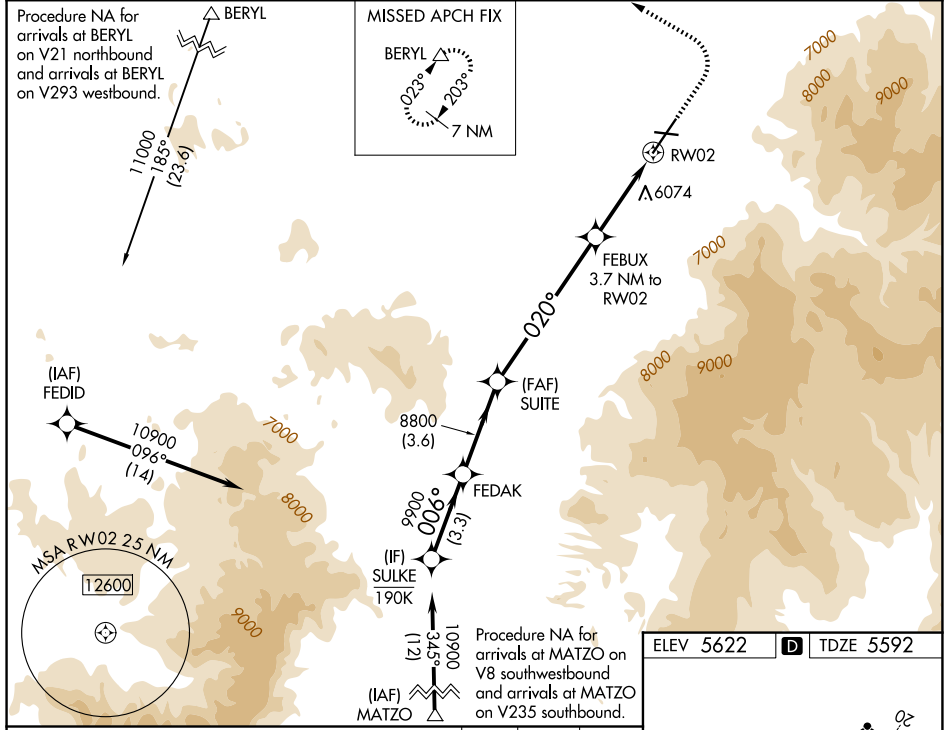 Procedure NA for
arrivals at BERYL
on V21 northbound
and arrivals at BERYL
on V293 westbound.
BERYL
11000
185°
(23.6)
MISSED APCH FIX
BERYL
023°
203°
7 NM
7000
8000
9000
RW02
6074
7000
FEBUX
3.7 NM to
RW02
020°
8000
9000
(IAF)
FEDID
10900
096°
(14)
7000
8000
9000
(FAF)
SUITE
8800
(3.6)
FEDAK
9900
006°
(3.3)
(IF)
SULKE
190K
MSA RW02 25 NM
12600
10900
345°
(12)
(IAF)
MATZO
Procedure NA for
arrivals at MATZO on
V8 southwestbound
and arrivals at MATZO
on V235 southbound.
ELEV 5622
D
TDZE 5592
20